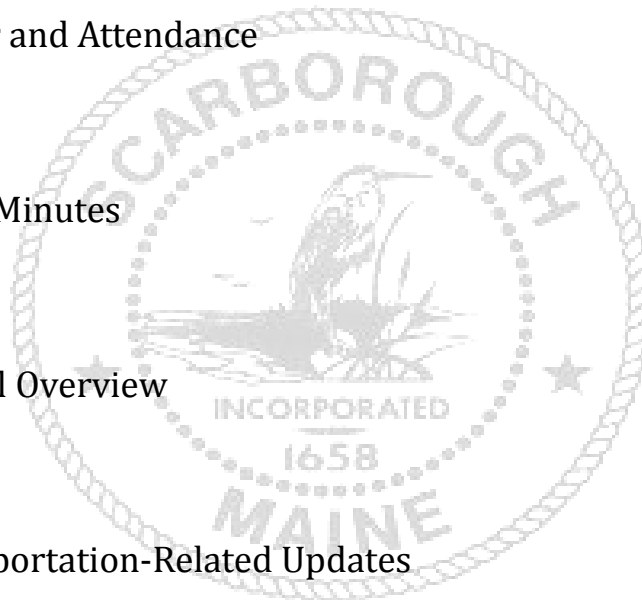 and Attendance
SCARBOROUGH
Minutes
Overview
INCORPORATED
1658
MAINE
portation-Related Updates